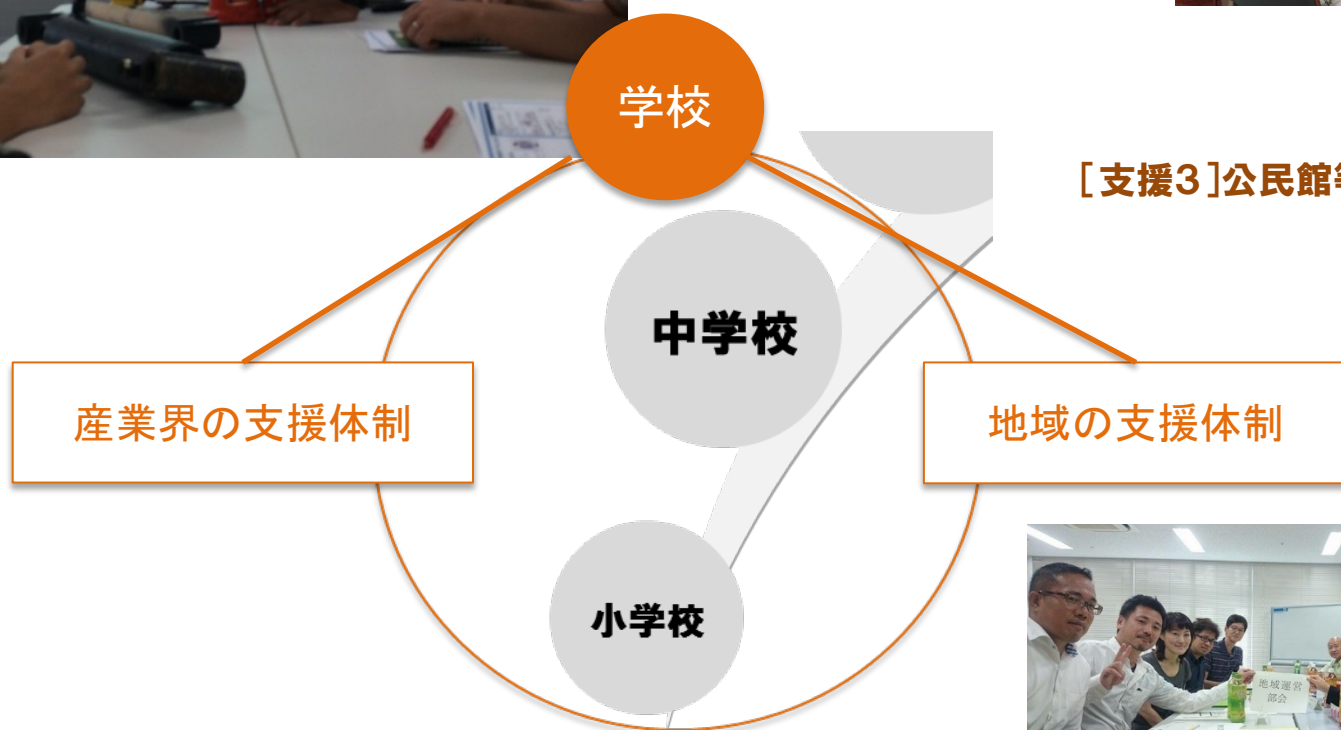 学校
[支援3]公民館
中学校
産業界の支援体制
地域の支援体制
小学校
地域運営
部会